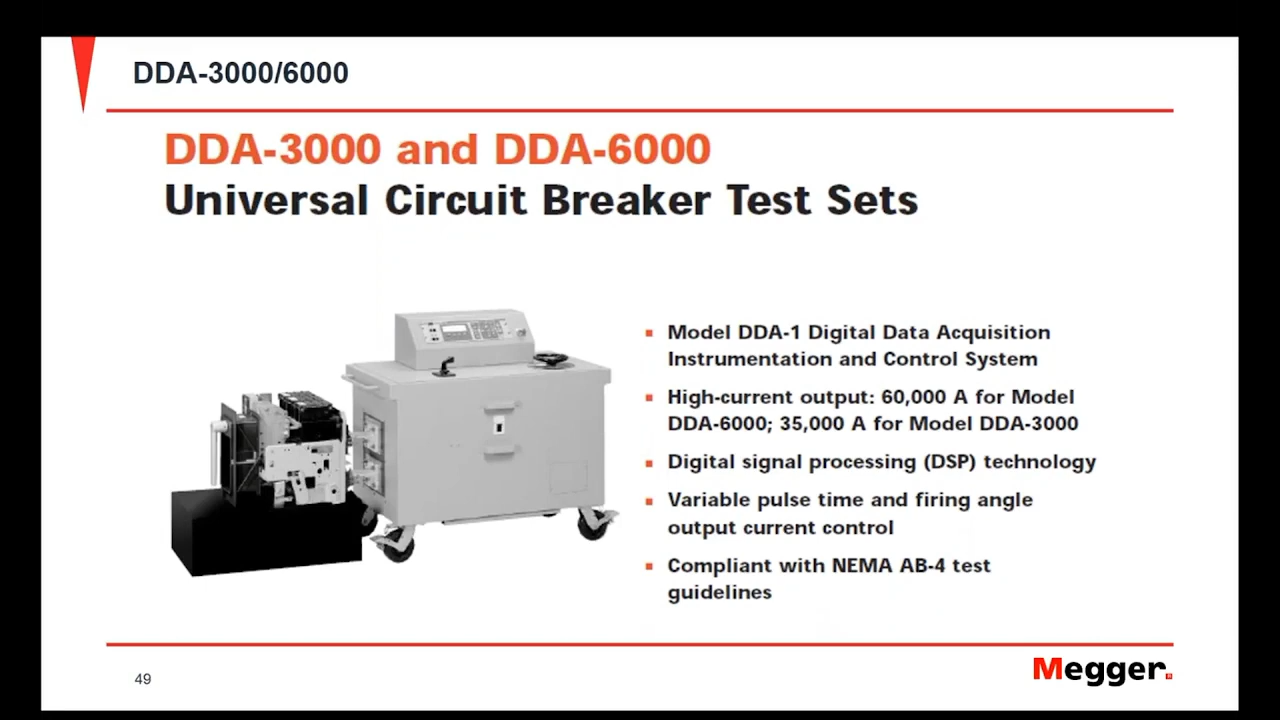 DDA-3000/6000
DDA-3000 and DDA-6000
Universal Circuit Breaker Test Sets
Model DDA-1 Digital Data Acquisition
Instrumentation and Control System
High-current output: 60,000 A for Model
DDA-6000; 35,000 A for Model DDA-3000
Digital signal processing (DSP) technology
Variable pulse time and firing angle
output current control
Compliant with NEMA AB-4 test
guidelines
49
Megger.